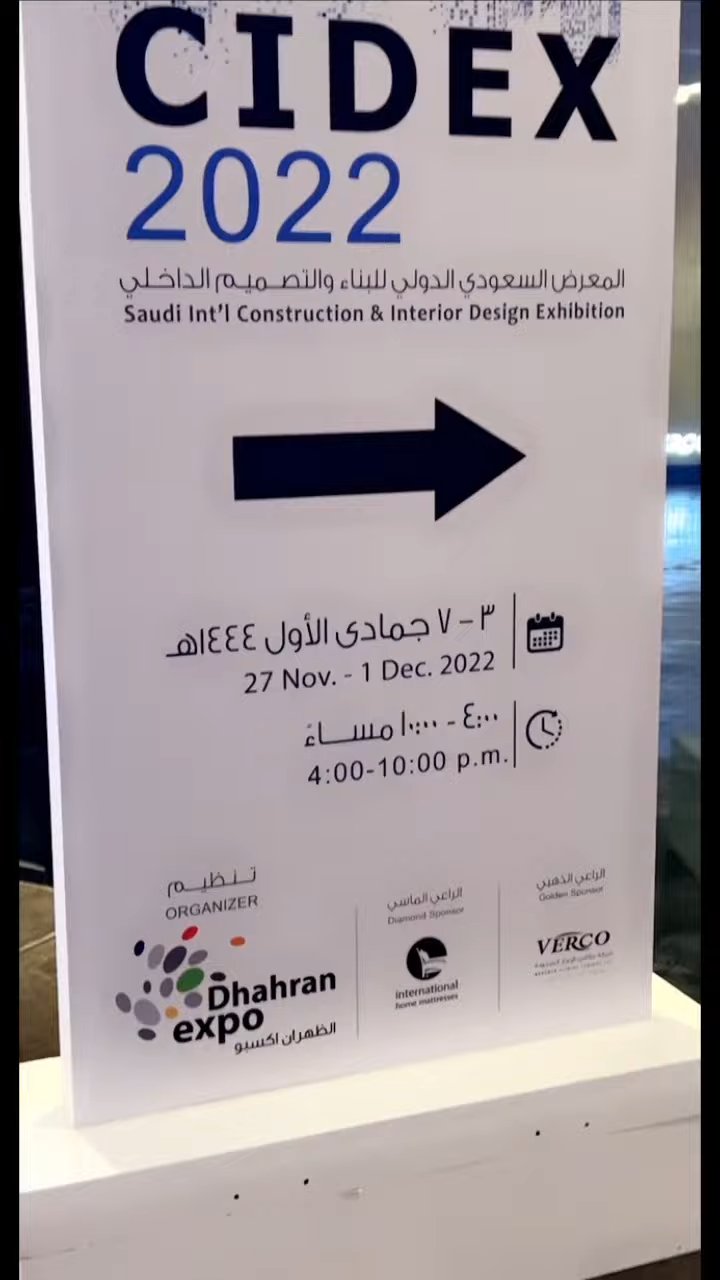 CIDEX
2022
المعرض السعودي الدولي للبناء والتصميم الداخلي
Saudi Int'l Construction & Interior Design Exhibition
٣ - ٧ جمادى الأول ١٤٤٤هـ
27 Nov. - 1 Dec. 2022
٤:٠٠ - ١٠:٠٠ مساءً
4:00-10:00 p.m.
تنظيم
ORGANIZER
Dhahran
expo
الظهران اكسبو
الراعي الماسي
Diamond Sponsor
international
home mattresses
الراعي الذهبي
Golden Sponsor
VERCO